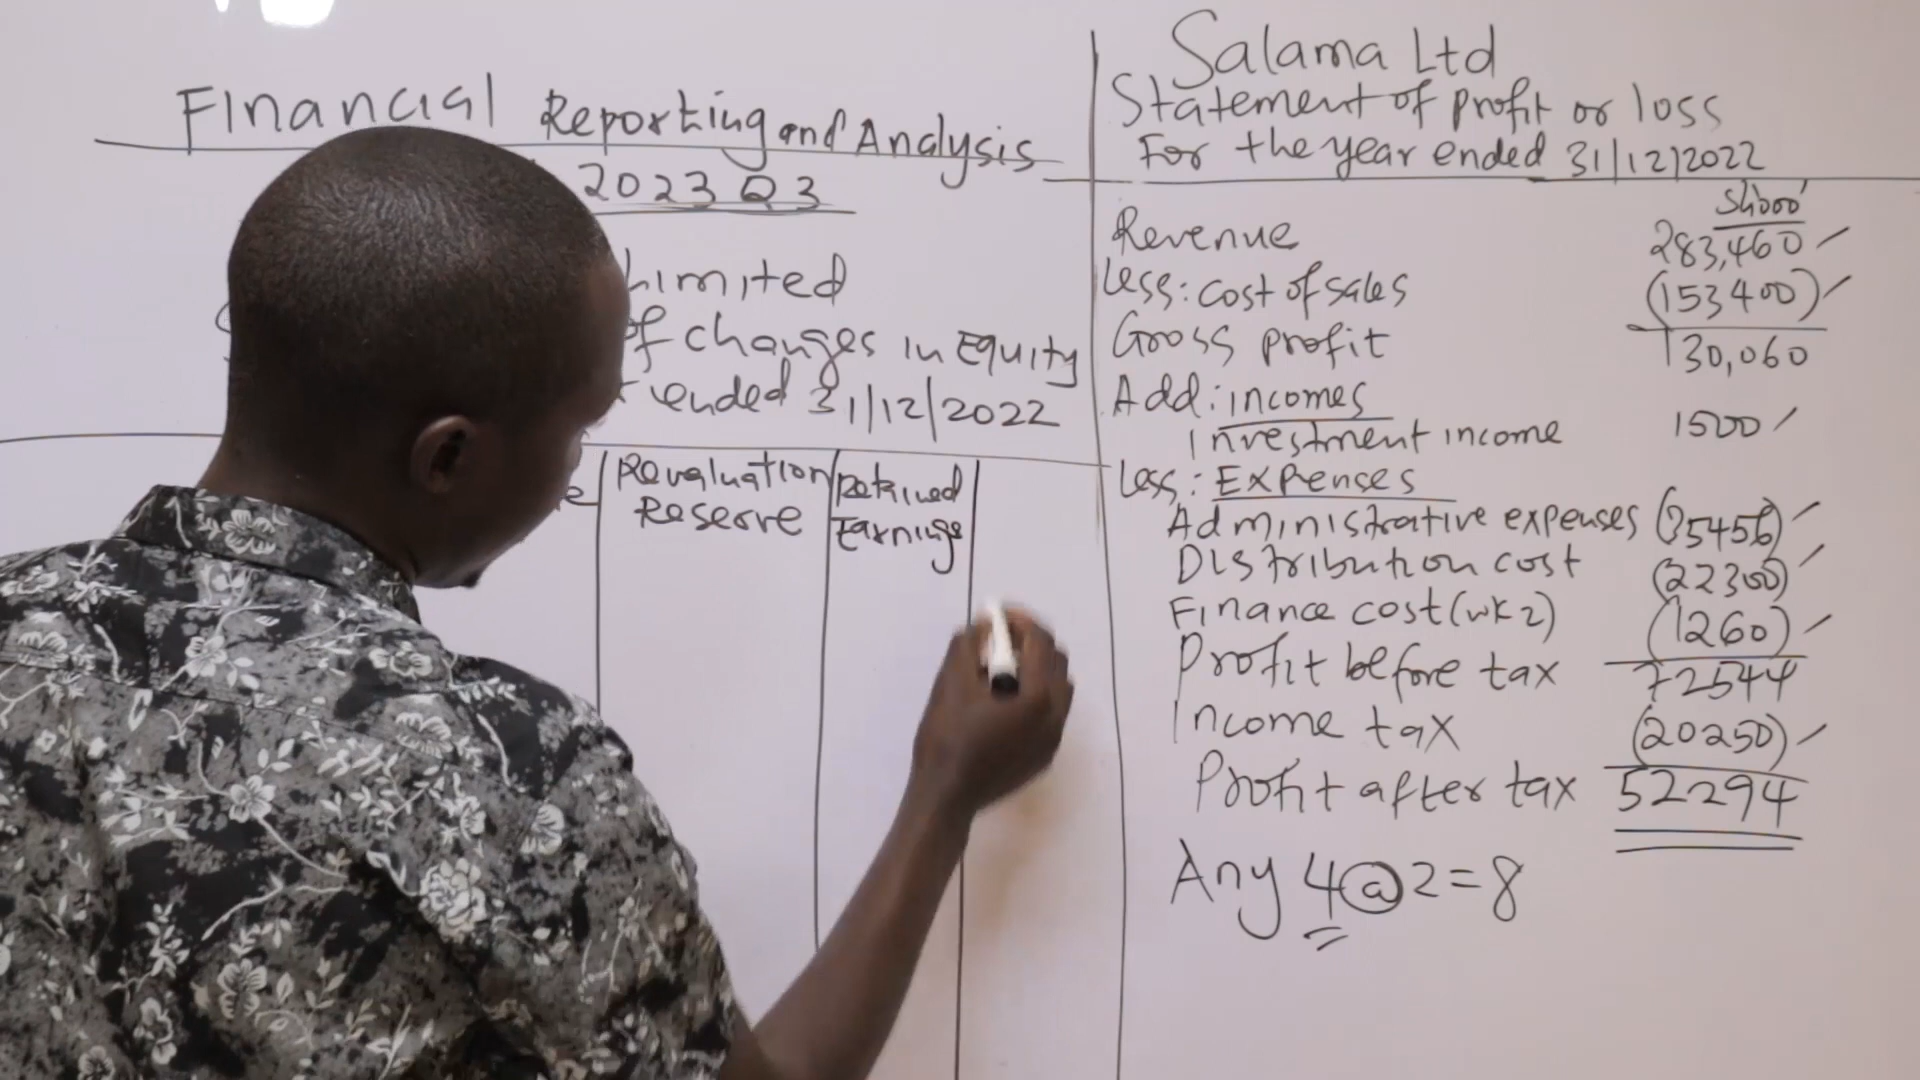 Financial Reporting and Analysis
2023 Q3
Limited
of changes in Equity
ended 31/12/2022
Revaluation
Reserve
Retained
Earnings
Salama Ltd
Statement of profit or loss
For the year ended 31/12/2022
Sh'000'
Revenue 283,460
Less: cost of sales (153400)
Gross profit 130,060
Add: incomes
Investment income 1500
Less: Expenses
Administrative expenses (35456)
Distribution cost (22300)
Finance cost (wk 2) (1260)
Profit before tax 72544
Income tax (20250)
Profit after tax 52294
Any 4@2=8